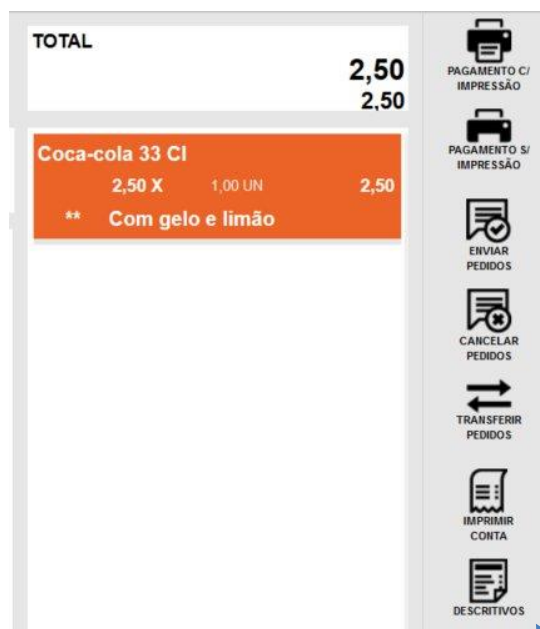 TOTAL
2,50
2,50
Coca-cola 33 Cl
2,50 X 1,00 UN 2,50
** Com gelo e limão
PAGAMENTO C/
IMPRESSÃO
PAGAMENTO S/
IMPRESSÃO
ENVIAR
PEDIDOS
CANCELAR
PEDIDOS
TRANSFERIR
PEDIDOS
IMPRIMIR
CONTA
DESCRITIVOS